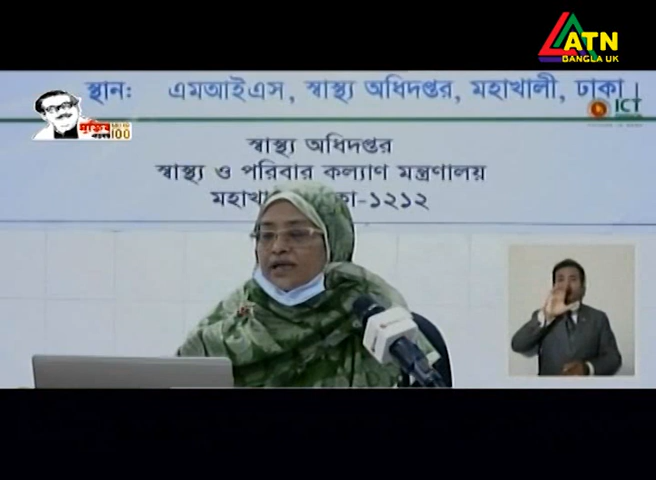 ATN
BANGLA UK
স্থান: এমআইএস, স্বাস্থ্য অধিদপ্তর, মহাখালী, ঢাকা।
ICT
মুজিব
100
স্বাস্থ্য অধিদপ্তর
স্বাস্থ্য ও পরিবার কল্যাণ মন্ত্রণালয়
-১২১২